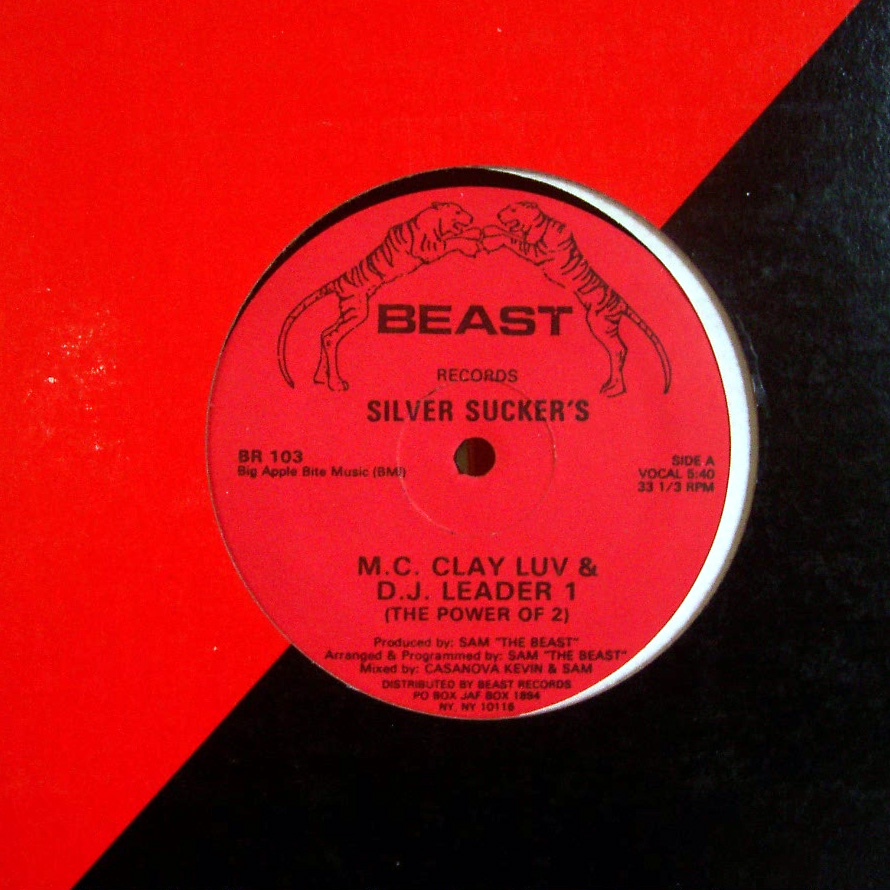 BEAST
RECORDS
SILVER SUCKER'S
BR 103
Big Apple Bite Music (BMI)
SIDE A
VOCAL 5:40
33 1/3 RPM
M.C. CLAY LUV &
D.J. LEADER 1
(THE POWER OF 2)
Produced by: SAM "THE BEAST"
Arranged & Programmed by: SAM "THE BEAST"
Mixed by: CASANOVA KEVIN & SAM
DISTRIBUTED BY BEAST RECORDS
PO BOX JAF BOX 1894
NY, NY 10116